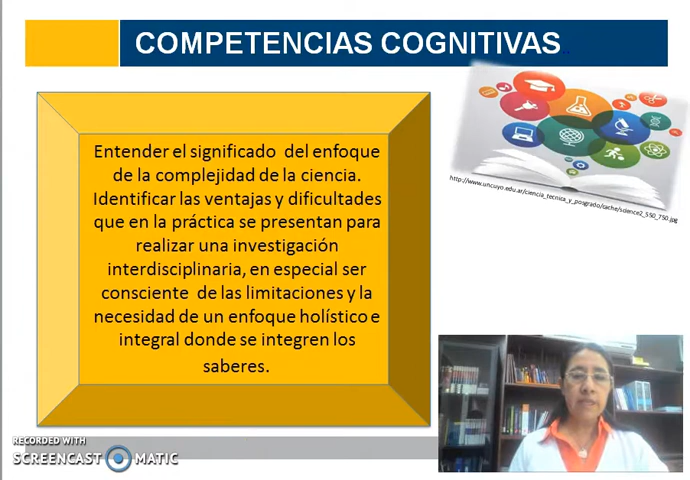 COMPETENCIAS COGNITIVAS..
Entender el significado del enfoque
de la complejidad de la ciencia.
Identificar las ventajas y dificultades
que en la práctica se presentan para
realizar una investigación
interdisciplinaria, en especial ser
consciente de las limitaciones y la
necesidad de un enfoque holístico e
integral donde se integren los
saberes.
http://www.uncuyo.edu.ar/ciencia_tecnica_y_posgrado/cache/science2_550_750.jpg
RECORDED WITH
SCREENCAST MATIC